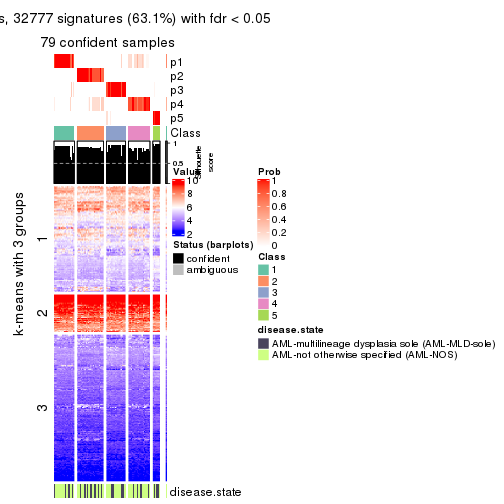 s, 32777 signatures (63.1%) with fdr < 0.05
79 confident samples
p1
p2
p3
p4
p5
Class
1
0.5
silhouette
score
k-means with 3 groups
1
2
3
disease.state
Value
10
8
6
4
2
Status (barplots)
confident
ambiguous
Prob
1
0.8
0.6
0.4
0.2
0
Class
1
2
3
4
5
disease.state
AML-multilineage dysplasia sole (AML-MLD-sole)
AML-not otherwise specified (AML-NOS)